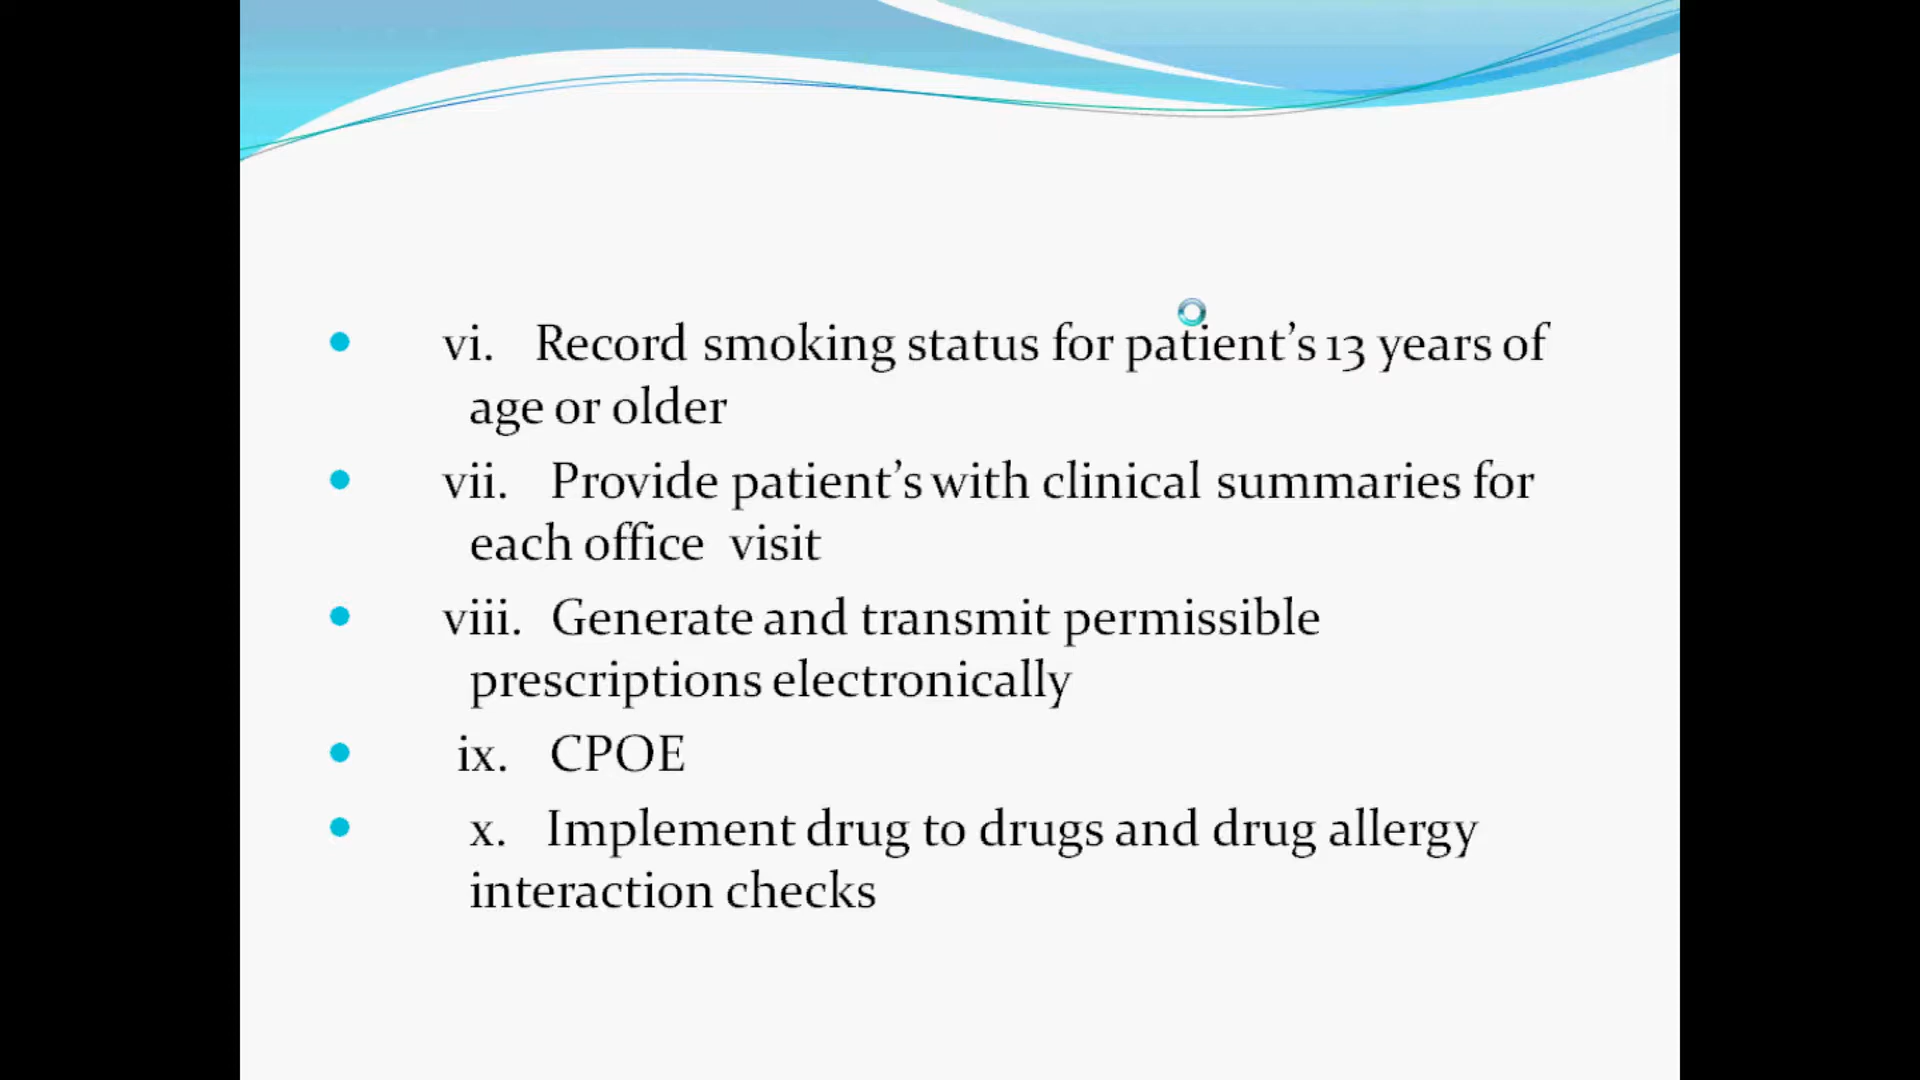 vi. Record smoking status for patient’s 13 years of
age or older
vii. Provide patient’s with clinical summaries for
each office visit
viii. Generate and transmit permissible
prescriptions electronically
ix. CPOE
x. Implement drug to drugs and drug allergy
interaction checks